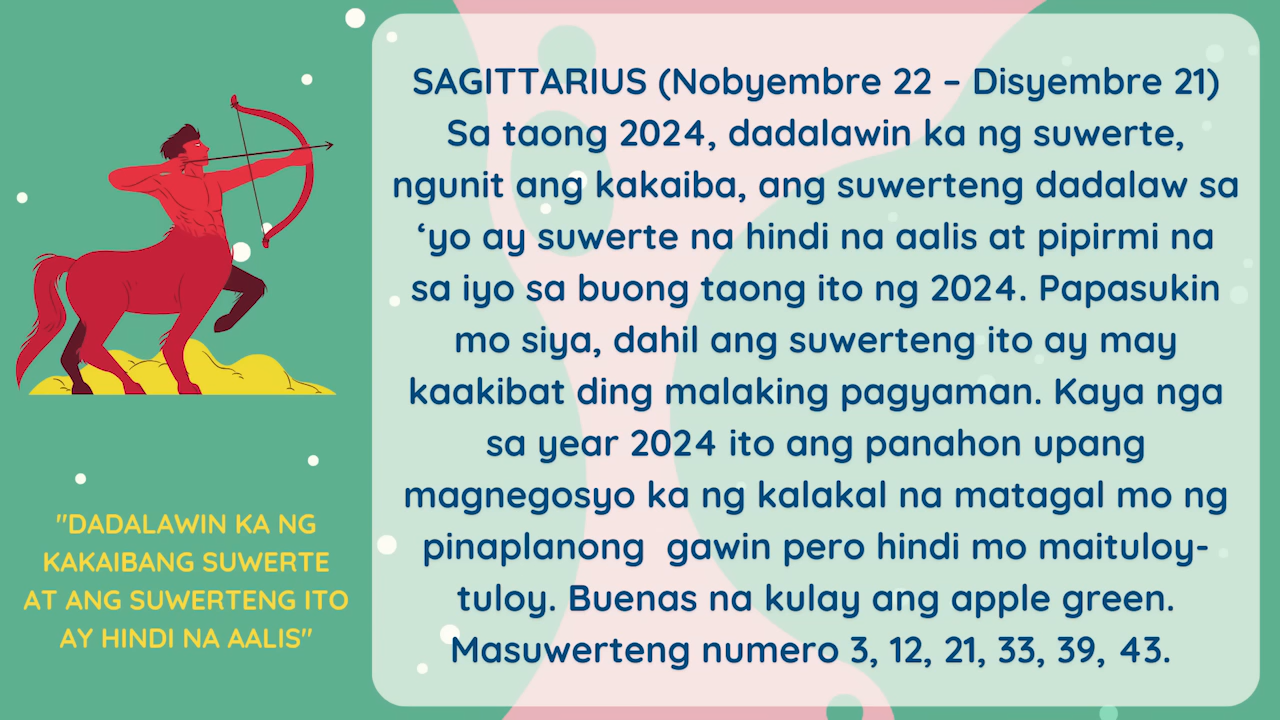 SAGITTARIUS (Nobyembre 22 – Disyembre 21)
Sa taong 2024, dadalawin ka ng suwerte,
ngunit ang kakaiba, ang suwerteng dadalaw sa
‘yo ay suwerte na hindi na aalis at pipirmi na
sa iyo sa buong taong ito ng 2024. Papasukin
mo siya, dahil ang suwerteng ito ay may
kaakibat ding malaking pagyaman. Kaya nga
sa year 2024 ito ang panahon upang
magnegosyo ka ng kalakal na matagal mo ng
pinaplanong  gawin pero hindi mo maituloy-
tuloy. Buenas na kulay ang apple green.
Masuwerteng numero 3, 12, 21, 33, 39, 43.
"DADALAWIN KA NG
KAKAIBANG SUWERTE
AT ANG SUWERTENG ITO
AY HINDI NA AALIS"